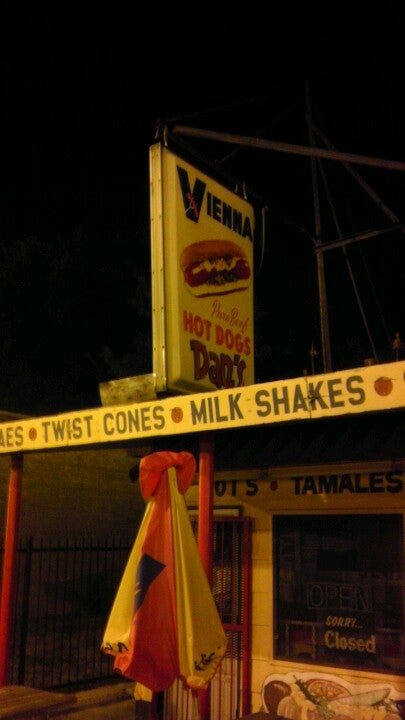 VIENNA
Pure Beef
HOT DOGS
Dan's
AES • TWIST CONES • MILK SHAKES •
OTS • TAMALES
OPEN
SORRY...
Closed